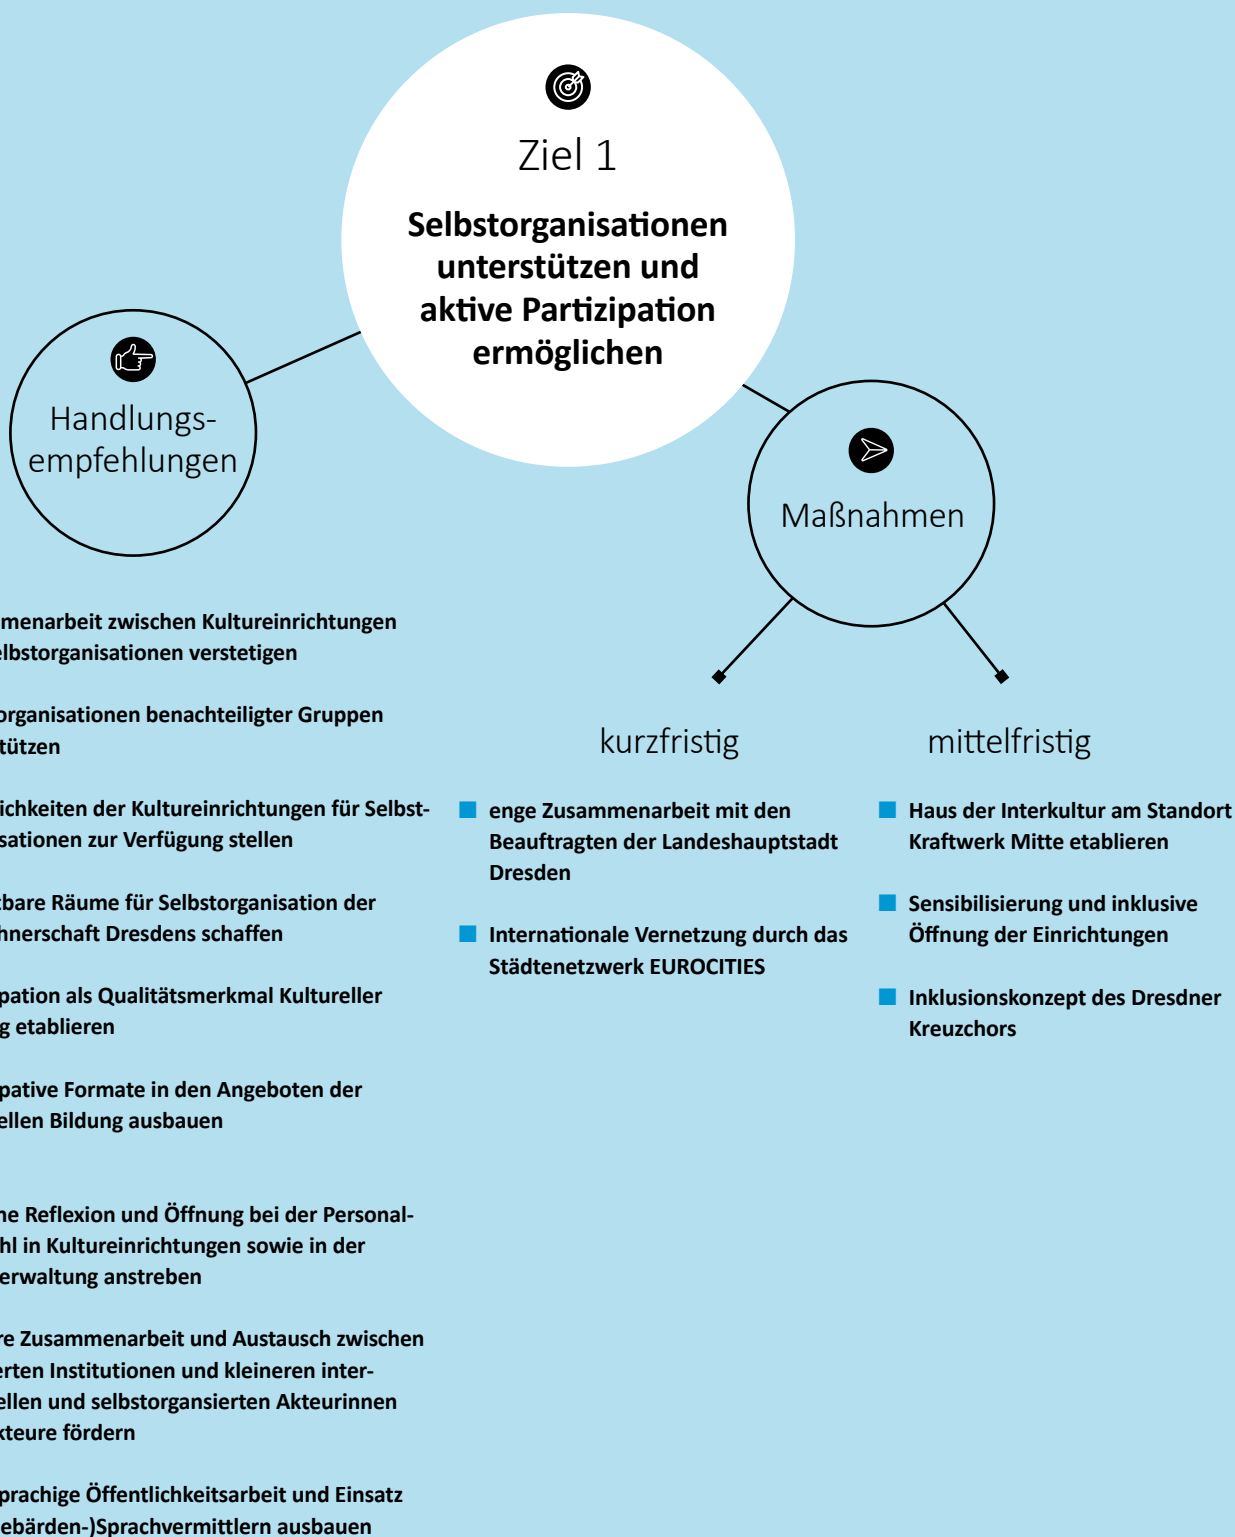 Ziel 1
Selbstorganisationen
unterstützen und
aktive Partizipation
ermöglichen
Handlungs-
empfehlungen
menarbeit zwischen Kultureinrichtungen
elbstorganisationen verstetigen
organisationen benachteiligter Gruppen
tützen
ichkeiten der Kultureinrichtungen für Selbst-
sationen zur Verfügung stellen
tbare Räume für Selbstorganisation der
hnerschaft Dresdens schaffen
pation als Qualitätsmerkmal Kultureller
g etablieren
pative Formate in den Angeboten der
ellen Bildung ausbauen
ne Reflexion und Öffnung bei der Personal-
hl in Kultureinrichtungen sowie in der
erwaltung anstreben
re Zusammenarbeit und Austausch zwischen
erten Institutionen und kleineren inter-
ellen und selbstorgansierten Akteurinnen
kteure fördern
prachige Öffentlichkeitsarbeit und Einsatz
ebärden-)Sprachvermittlern ausbauen
Maßnahmen
kurzfristig
enge Zusammenarbeit mit den
Beauftragten der Landeshauptstadt
Dresden
Internationale Vernetzung durch das
Städtenetzwerk EUROCITIES
mittelfristig
Haus der Interkultur am Standort
Kraftwerk Mitte etablieren
Sensibilisierung und inklusive
Öffnung der Einrichtungen
Inklusionskonzept des Dresdner
Kreuzchors